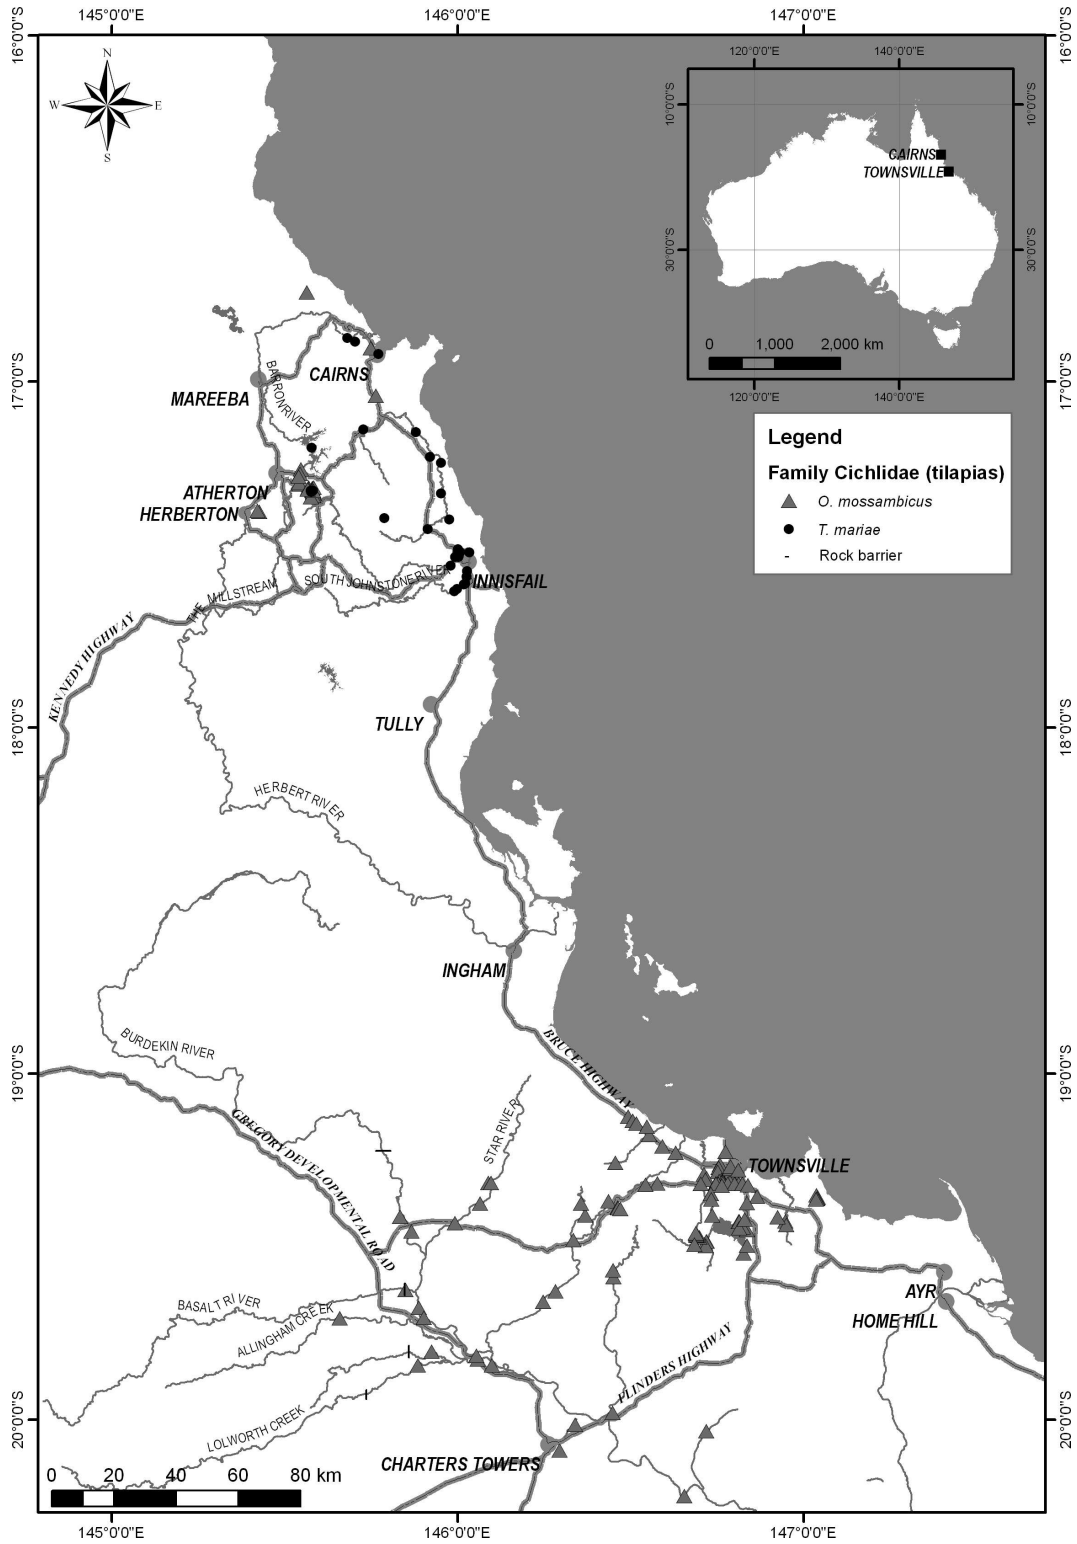 145°0'0"E 146°0'0"E 147°0'0"E
16°0'0"S
16°0'0"S
N
W E
S
120°0'0"E 140°0'0"E
10°0'0"S
10°0'0"S
CAIRNS
TOWNSVILLE
30°0'0"S
30°0'0"S
0 1,000 2,000 km
120°0'0"E 140°0'0"E
17°0'0"S
17°0'0"S
CAIRNS
MAREEBA
BARRON RIVER
Legend
Family Cichlidae (tilapias)
O. mossambicus
T. mariae
- Rock barrier
ATHERTON
HERBERTON
THE MILLSTREAM
SOUTH JOHNSTONE RIVER
INNISFAIL
KENNEDY HIGHWAY
TULLY
18°0'0"S
18°0'0"S
HERBERT RIVER
INGHAM
BURDEKIN RIVER
BRUCE HIGHWAY
19°0'0"S
19°0'0"S
GREGORY DEVELOPMENTAL ROAD
STAR RIVER
TOWNSVILLE
AYR
HOME HILL
BASALT RIVER
ALLINGHAM CREEK
FLINDERS HIGHWAY
LOLWORTH CREEK
20°0'0"S
20°0'0"S
CHARTERS TOWERS
0 20 40 60 80 km
145°0'0"E 146°0'0"E 147°0'0"E